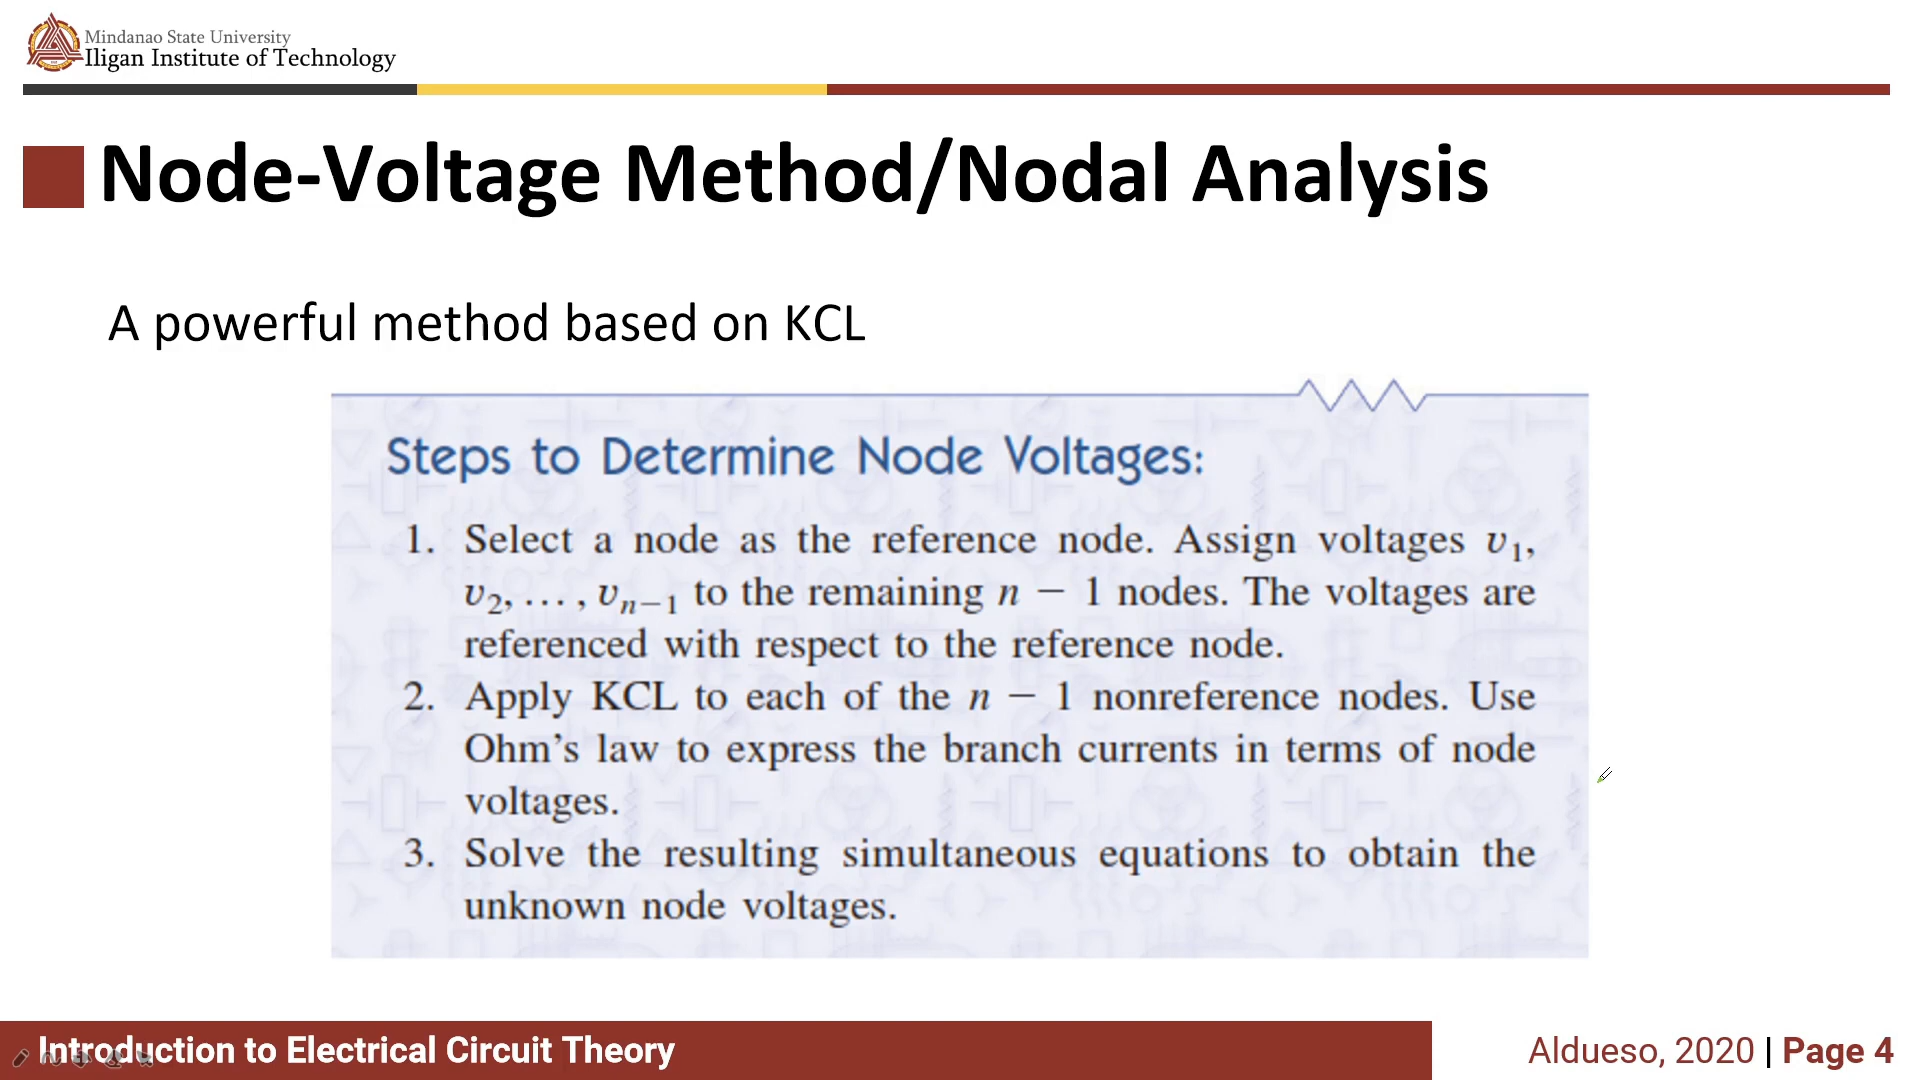 Mindanao State University
Iligan Institute of Technology
Node-Voltage Method/Nodal Analysis
A powerful method based on KCL
Steps to Determine Node Voltages:
1. Select a node as the reference node. Assign voltages v₁,
v₂, . . . , vₙ₋₁ to the remaining n − 1 nodes. The voltages are
referenced with respect to the reference node.
2. Apply KCL to each of the n − 1 nonreference nodes. Use
Ohm’s law to express the branch currents in terms of node
voltages.
3. Solve the resulting simultaneous equations to obtain the
unknown node voltages.
Introduction to Electrical Circuit Theory
Aldueso, 2020 | Page 4